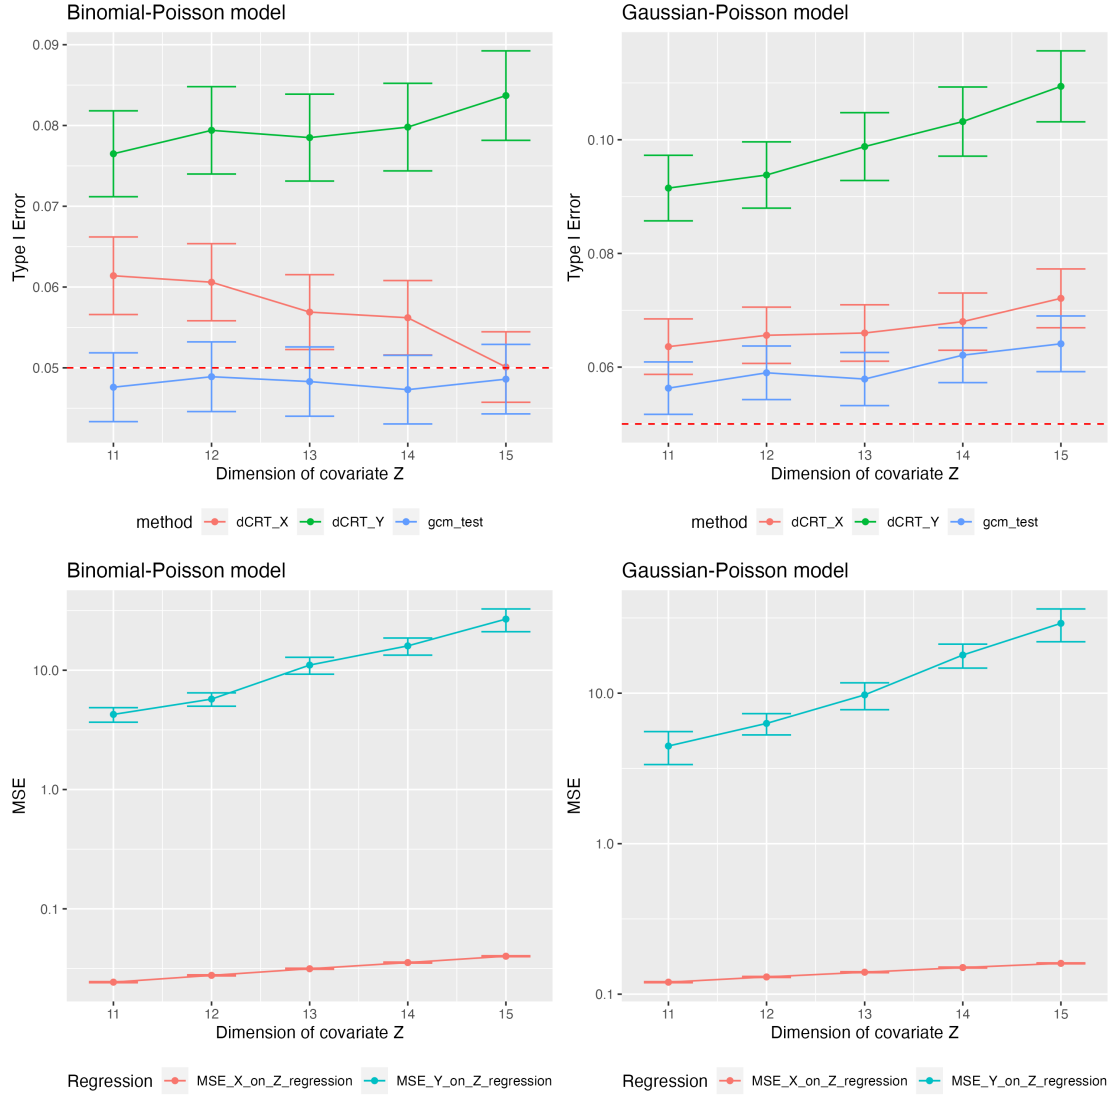 Binomial-Poisson model
Type I Error
0.09
0.08
0.07
0.06
0.05
11 12 13 14 15
Dimension of covariate Z
method dCRT_X dCRT_Y gcm_test
Gaussian-Poisson model
Type I Error
0.10
0.08
0.06
11 12 13 14 15
Dimension of covariate Z
method dCRT_X dCRT_Y gcm_test
Binomial-Poisson model
MSE
10.0
1.0
0.1
11 12 13 14 15
Dimension of covariate Z
Regression MSE_X_on_Z_regression MSE_Y_on_Z_regression
Gaussian-Poisson model
MSE
10.0
1.0
0.1
11 12 13 14 15
Dimension of covariate Z
Regression MSE_X_on_Z_regression MSE_Y_on_Z_regression